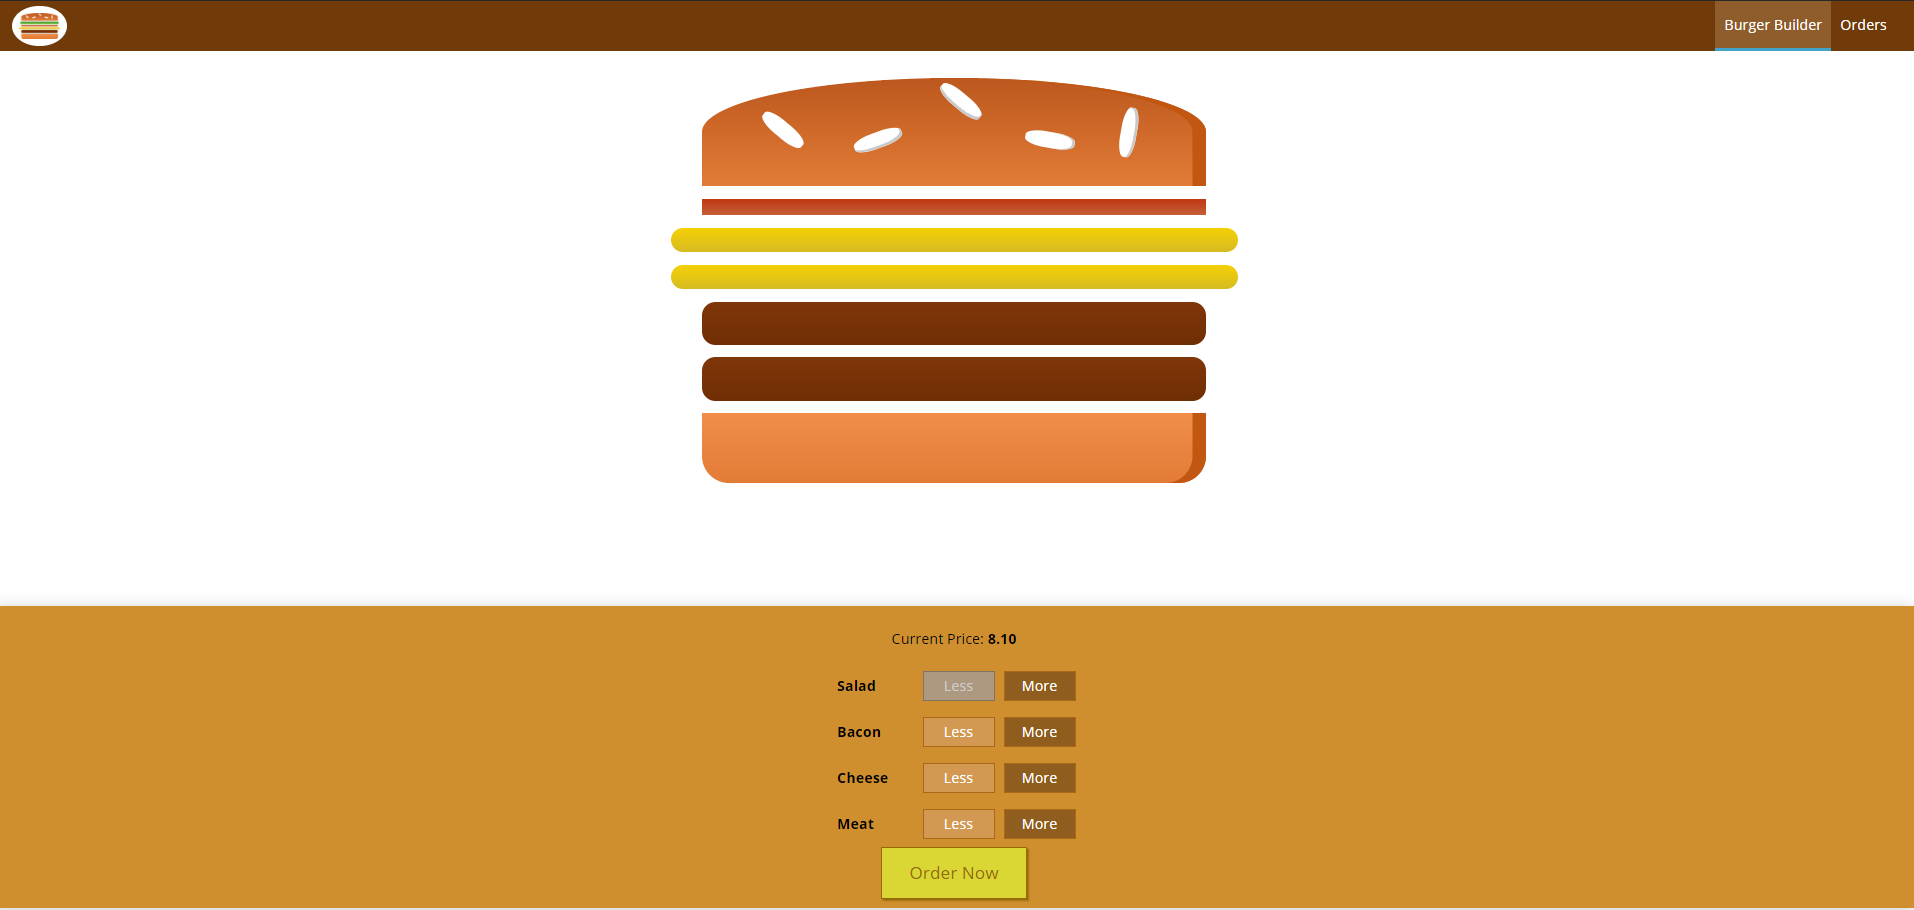 Burger Builder Orders
Current Price: 8.10
Salad Less More
Bacon Less More
Cheese Less More
Meat Less More
Order Now